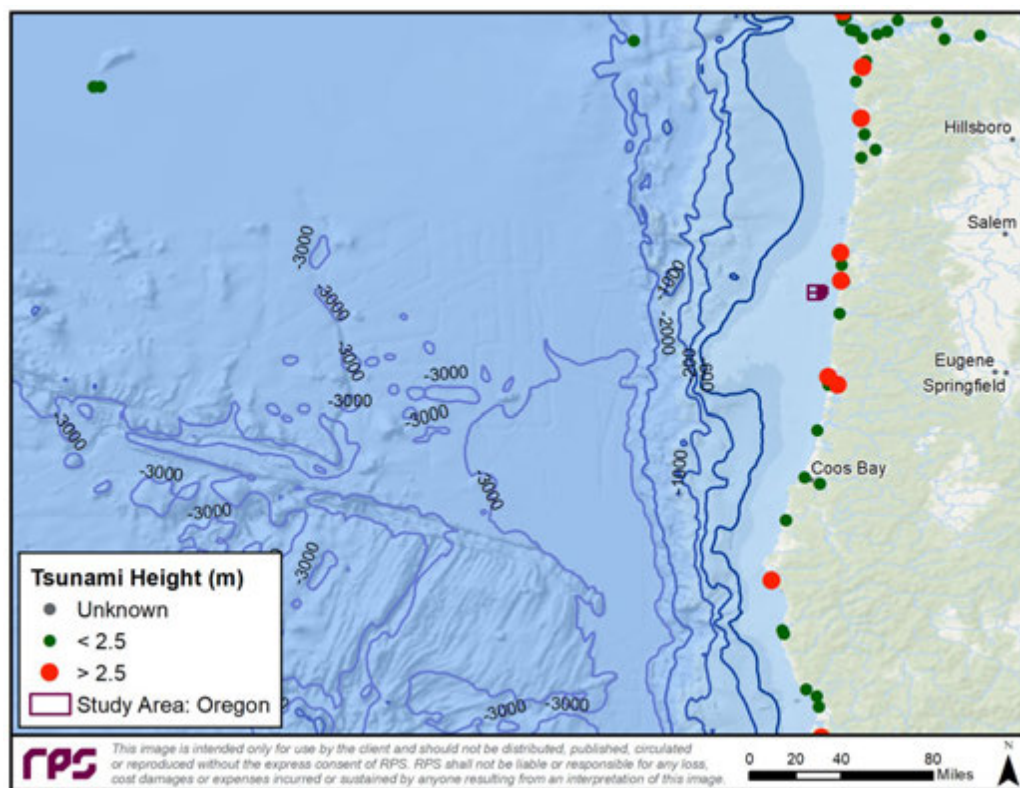 Hillsboro
Salem
-3000
-3000
-1000
-2000
-3000
-3000
-3000
-3000
Eugene
Springfield
-3000
-3000
-1000
Coos Bay
-3000
-3000
-3000
-3000
Tsunami Height (m)
Unknown
< 2.5
> 2.5
Study Area: Oregon
-3000
-3000
rps
This image is intended only for use by the client and should not be distributed, published, circulated
or reproduced without the express consent of RPS. RPS shall not be liable or responsible for any loss,
cost damages or expenses incurred or sustained by anyone resulting from an interpretation of this image.
N
0 20 40 80
Miles